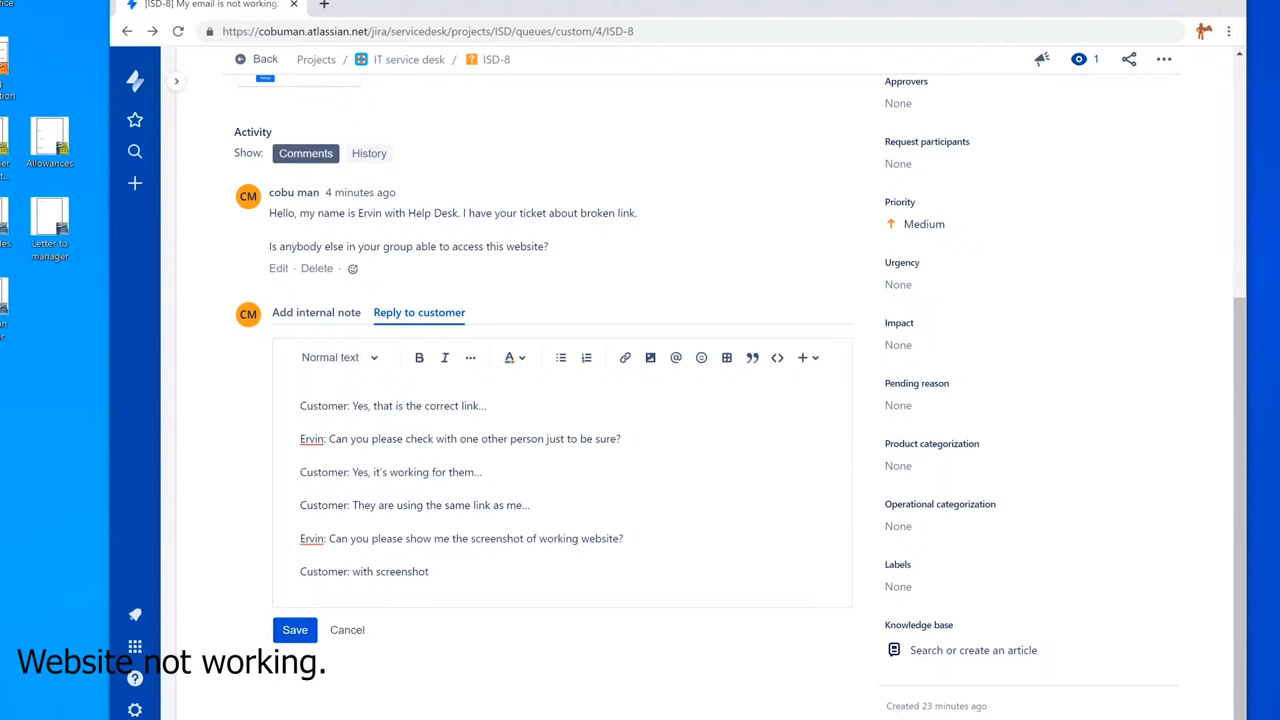 office
[ISD-8] My email is not working.
https://cobuman.atlassian.net/jira/servicedesk/projects/ISD/queues/custom/4/ISD-8
Back Projects / IT service desk / ISD-8
1
Allowances
Letter to
manager
Activity
Show: Comments History
CM cobu man 4 minutes ago
Hello, my name is Ervin with Help Desk. I have your ticket about broken link.
Is anybody else in your group able to access this website?
Edit · Delete ·
CM Add internal note Reply to customer
Normal text B I ... A
Customer: Yes, that is the correct link...
Ervin: Can you please check with one other person just to be sure?
Customer: Yes, it's working for them...
Customer: They are using the same link as me...
Ervin: Can you please show me the screenshot of working website?
Customer: with screenshot
Save Cancel
Approvers
None
Request participants
None
Priority
Medium
Urgency
None
Impact
None
Pending reason
None
Product categorization
None
Operational categorization
None
Labels
None
Knowledge base
Search or create an article
Created 23 minutes ago
Website not working.